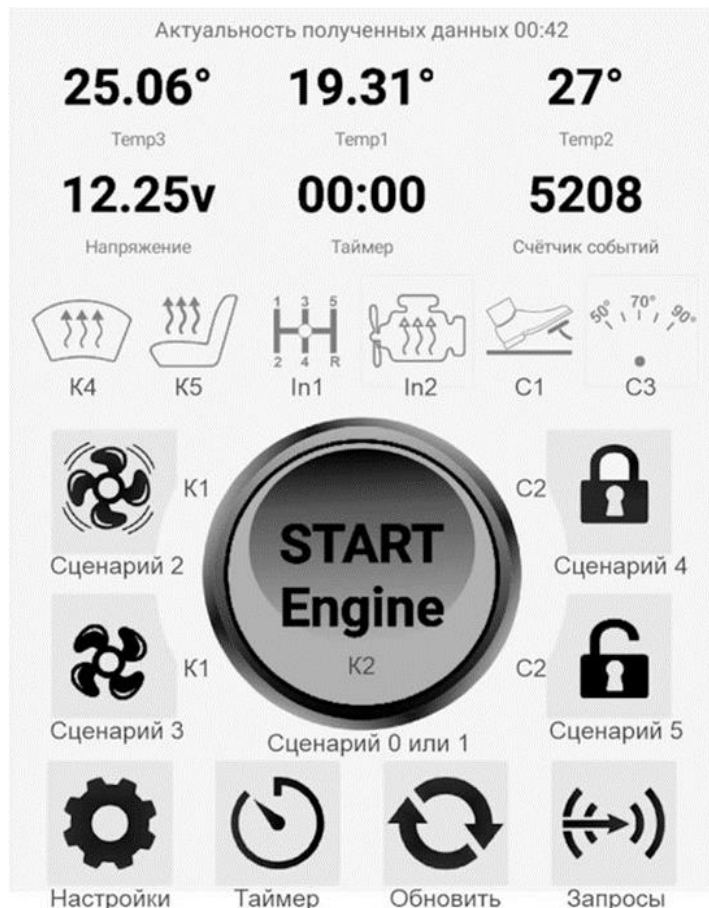 Актуальность полученных данных 00:42
25.06° 19.31° 27°
Temp3 Temp1 Temp2
12.25v 00:00 5208
Напряжение Таймер Счётчик событий
1 3 5 50° 70° 90°
2 4 R
K4 K5 In1 In2 C1 C3
K1 START C2
Сценарий 2 Engine Сценарий 4
K1 K2 C2
Сценарий 3 Сценарий 0 или 1 Сценарий 5
Настройки Таймер Обновить Запросы